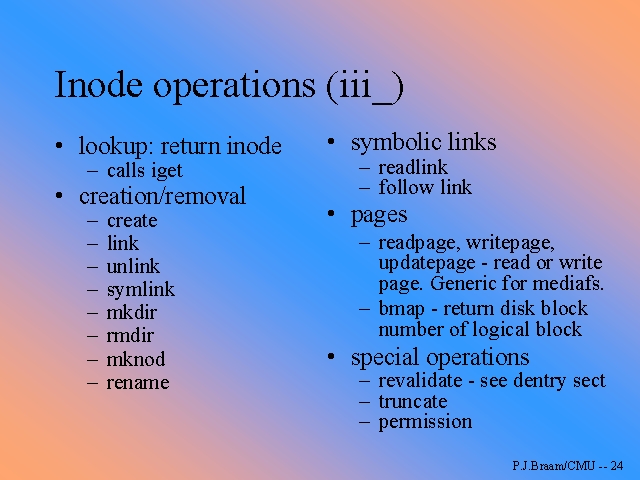 Inode operations (iii_)
• lookup: return inode
– calls iget
• creation/removal
– create
– link
– unlink
– symlink
– mkdir
– rmdir
– mknod
– rename
• symbolic links
– readlink
– follow link
• pages
– readpage, writepage,
updatepage - read or write
page. Generic for mediafs.
– bmap - return disk block
number of logical block
• special operations
– revalidate - see dentry sect
– truncate
– permission
P.J.Braam/CMU -- 24